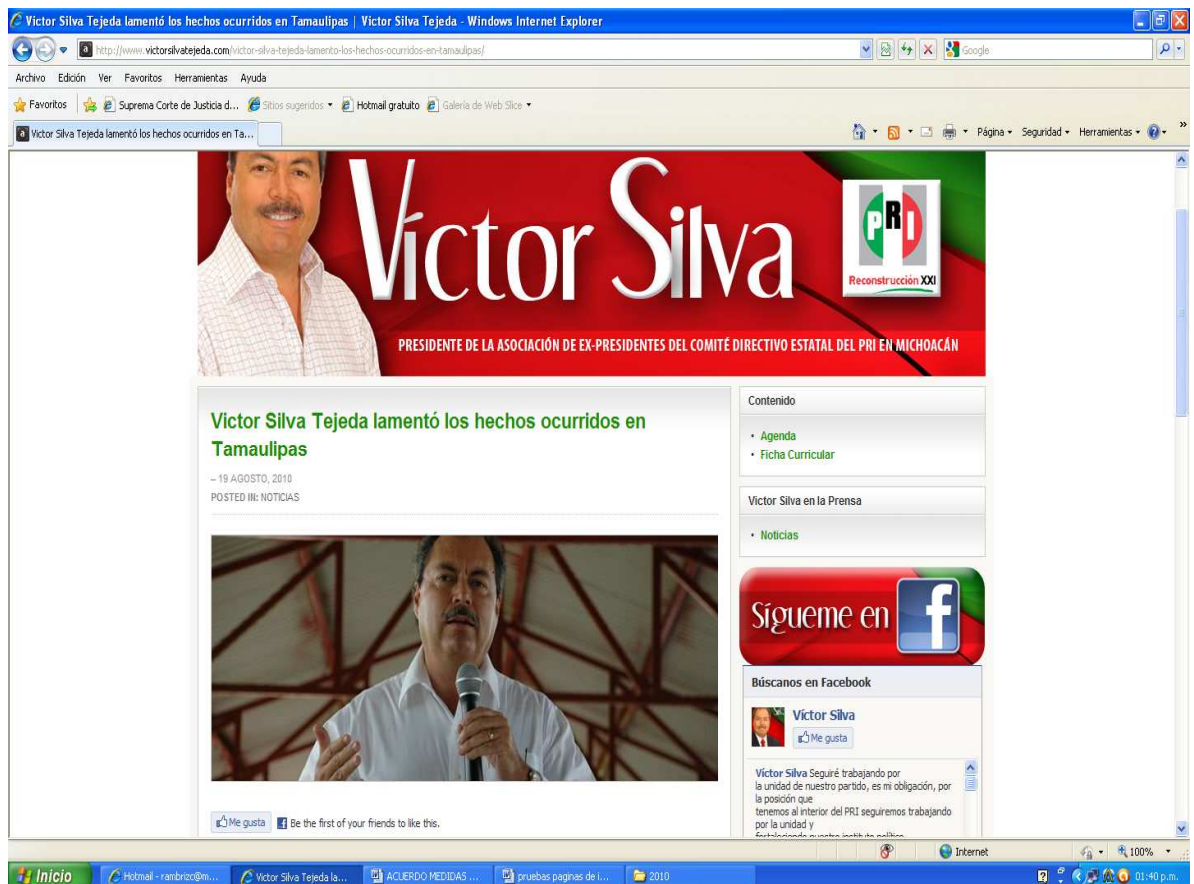 Victor Silva Tejeda lamentó los hechos ocurridos en Tamaulipas | Victor Silva Tejeda - Windows Internet Explorer
http://www.victorsilvatejeda.com/victor-silva-tejeda-lamento-los-hechos-ocurridos-en-tamaulipas/
Google
Archivo Edición Ver Favoritos Herramientas Ayuda
Favoritos Suprema Corte de Justicia d... Sitios sugeridos Hotmail gratuito Galería de Web Slice
Victor Silva Tejeda lamentó los hechos ocurridos en Ta...
Página Seguridad Herramientas
Víctor Silva
PRI
Reconstrucción XXI
PRESIDENTE DE LA ASOCIACIÓN DE EX-PRESIDENTES DEL COMITÉ DIRECTIVO ESTATAL DEL PRI EN MICHOACÁN
Victor Silva Tejeda lamentó los hechos ocurridos en
Tamaulipas
– 19 AGOSTO, 2010
POSTED IN: NOTICIAS
Me gusta Be the first of your friends to like this.
Contenido
• Agenda
• Ficha Curricular
Victor Silva en la Prensa
• Noticias
Sígueme en f
Búscanos en Facebook
Víctor Silva
Me gusta
Víctor Silva Seguiré trabajando por
la unidad de nuestro partido, es mi obligación, por
la posición que
tenemos al interior del PRI seguiremos trabajando
por la unidad y
fortaleciendo nuestro instituto político
Internet 100%
Inicio Hotmail - rambrizc@m... Victor Silva Tejeda la... ACUERDO MEDIDAS ... pruebas paginas de i... 2010 01:40 p.m.